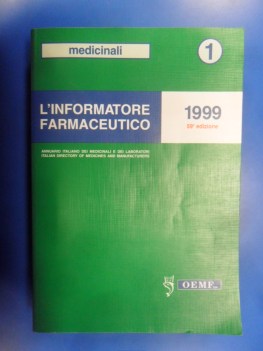 medicinali
1
L'INFORMATORE
FARMACEUTICO
1999
59ª edizione
ANNUARIO ITALIANO DEI MEDICINALI E DEI LABORATORI
ITALIAN DIRECTORY OF MEDICINES AND MANUFACTURERS
OEMF